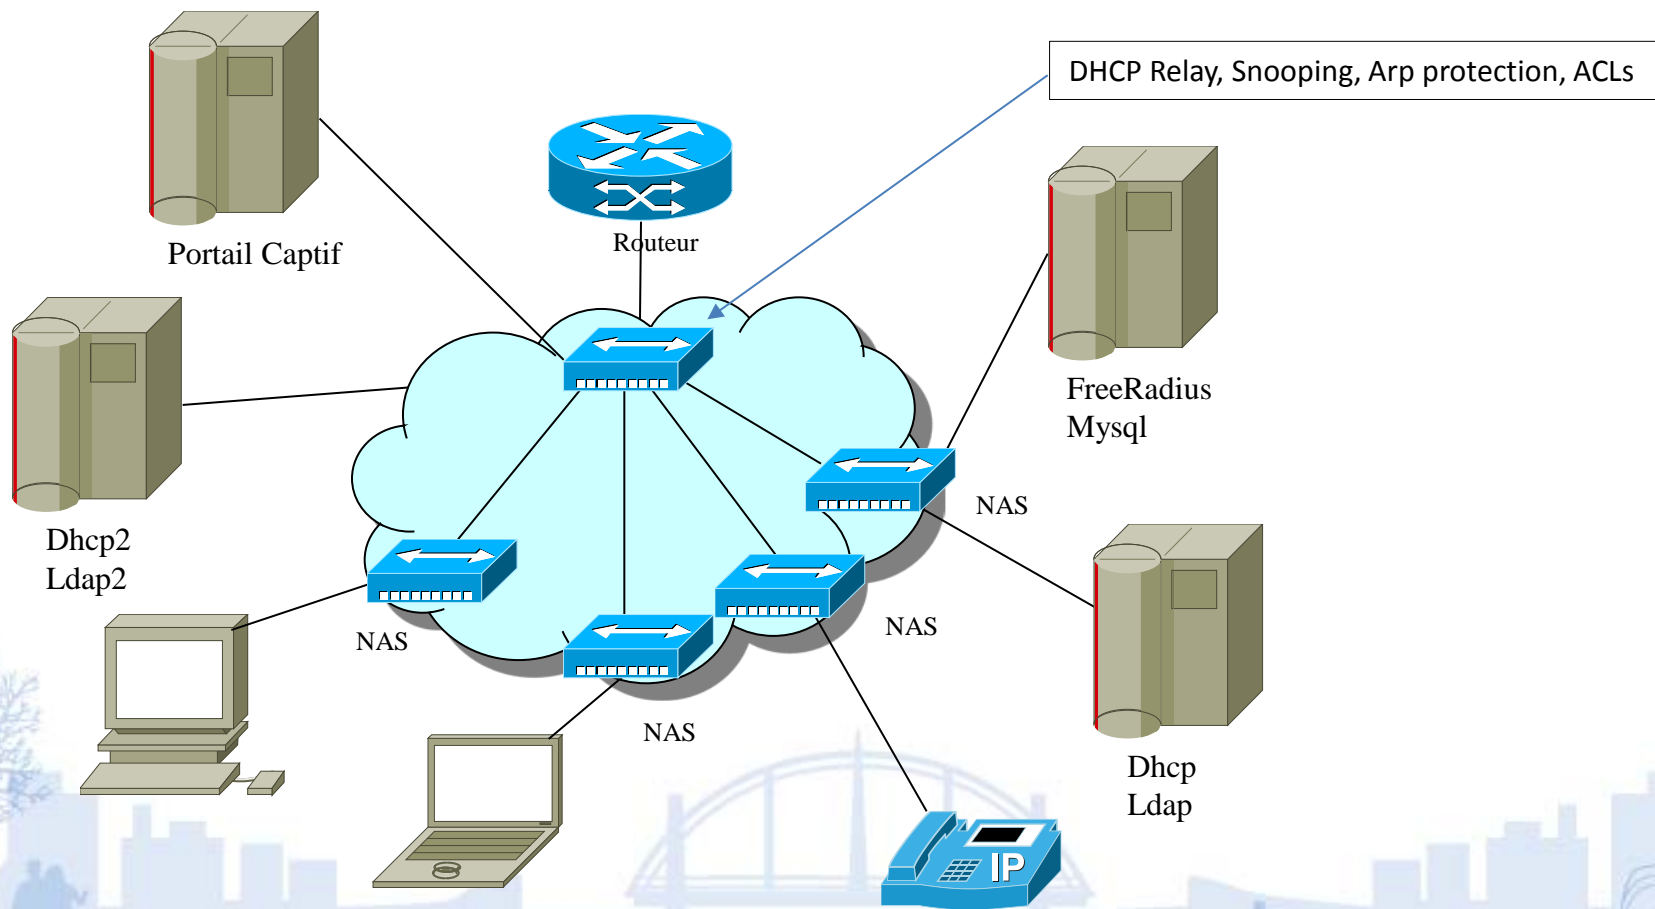 DHCP Relay, Snooping, Arp protection, ACLs
Portail Captif
Routeur
FreeRadius
Mysql
NAS
Dhcp2
Ldap2
NAS
NAS
NAS
Dhcp
Ldap
IP